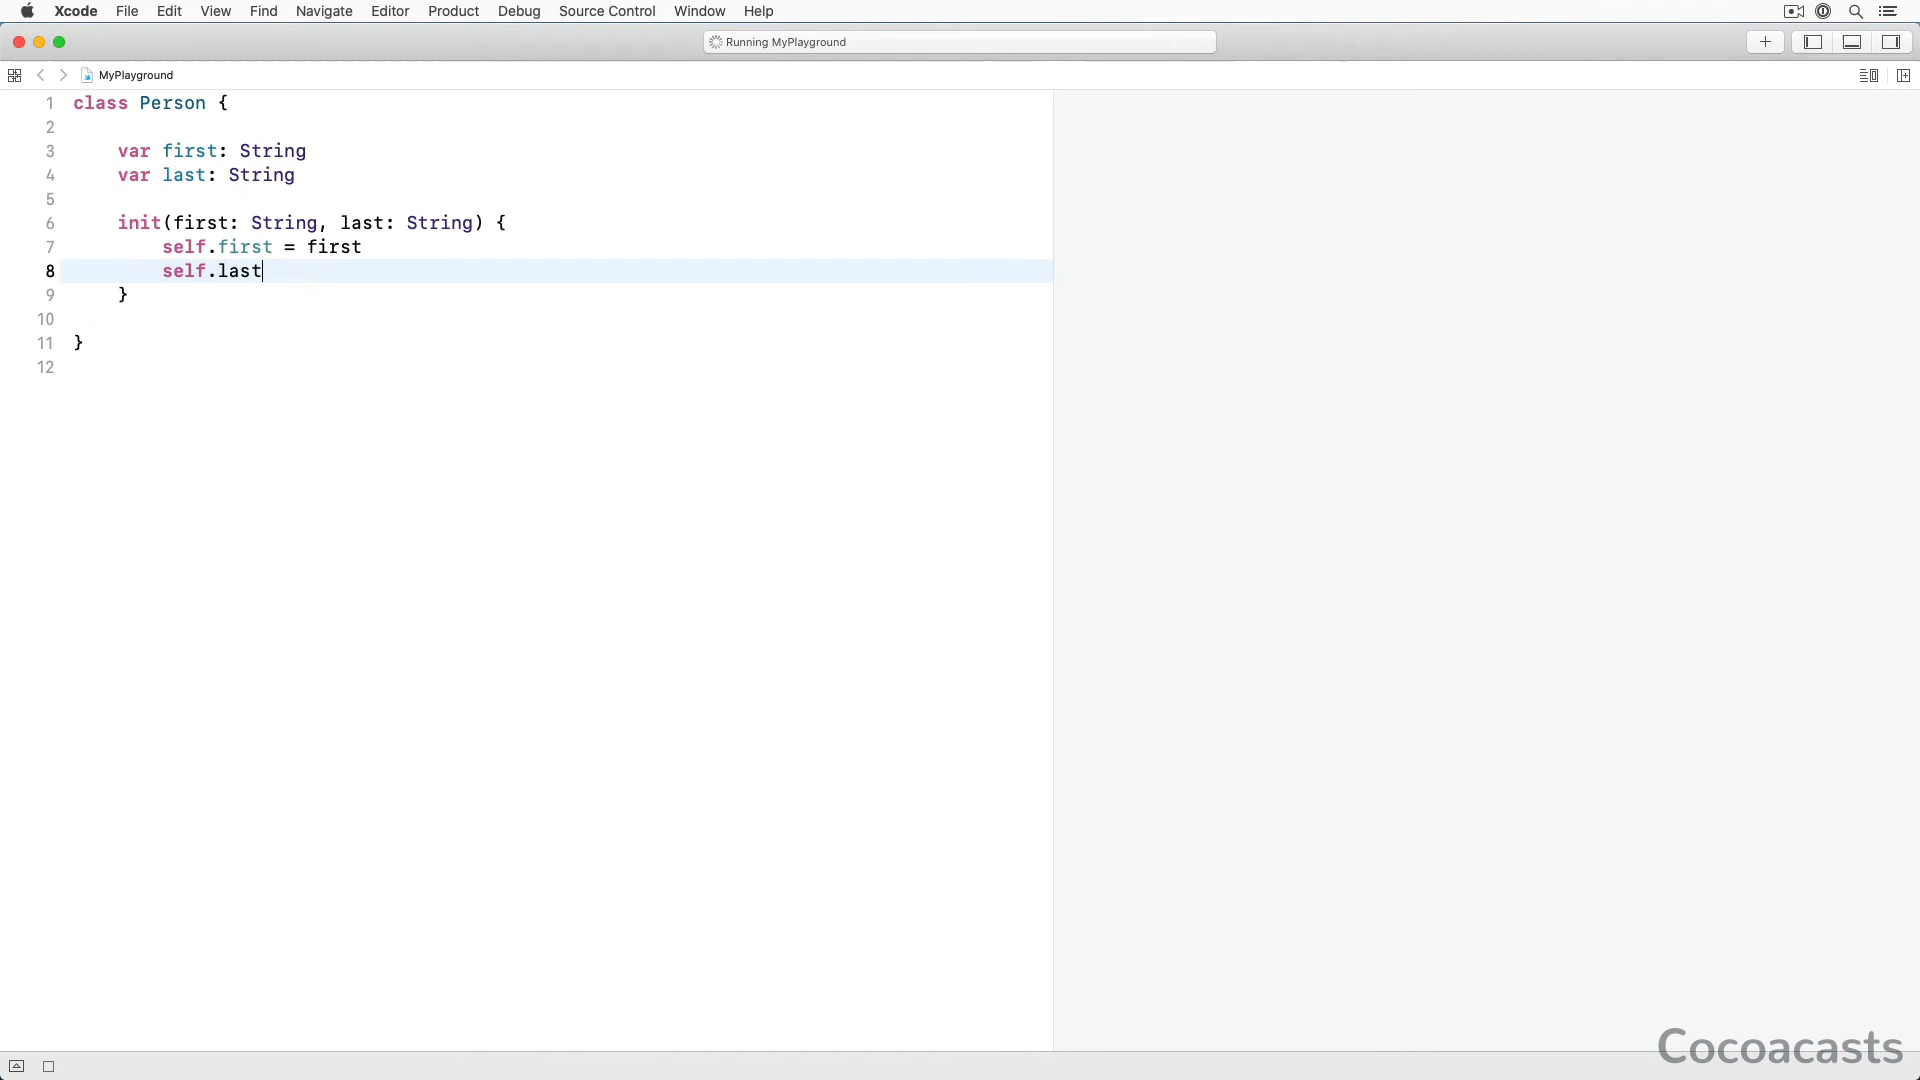 Xcode File Edit View Find Navigate Editor Product Debug Source Control Window Help
Running MyPlayground
MyPlayground
1 class Person {
2
3 var first: String
4 var last: String
5
6 init(first: String, last: String) {
7 self.first = first
8 self.last
9 }
10
11 }
12
Cocoacasts